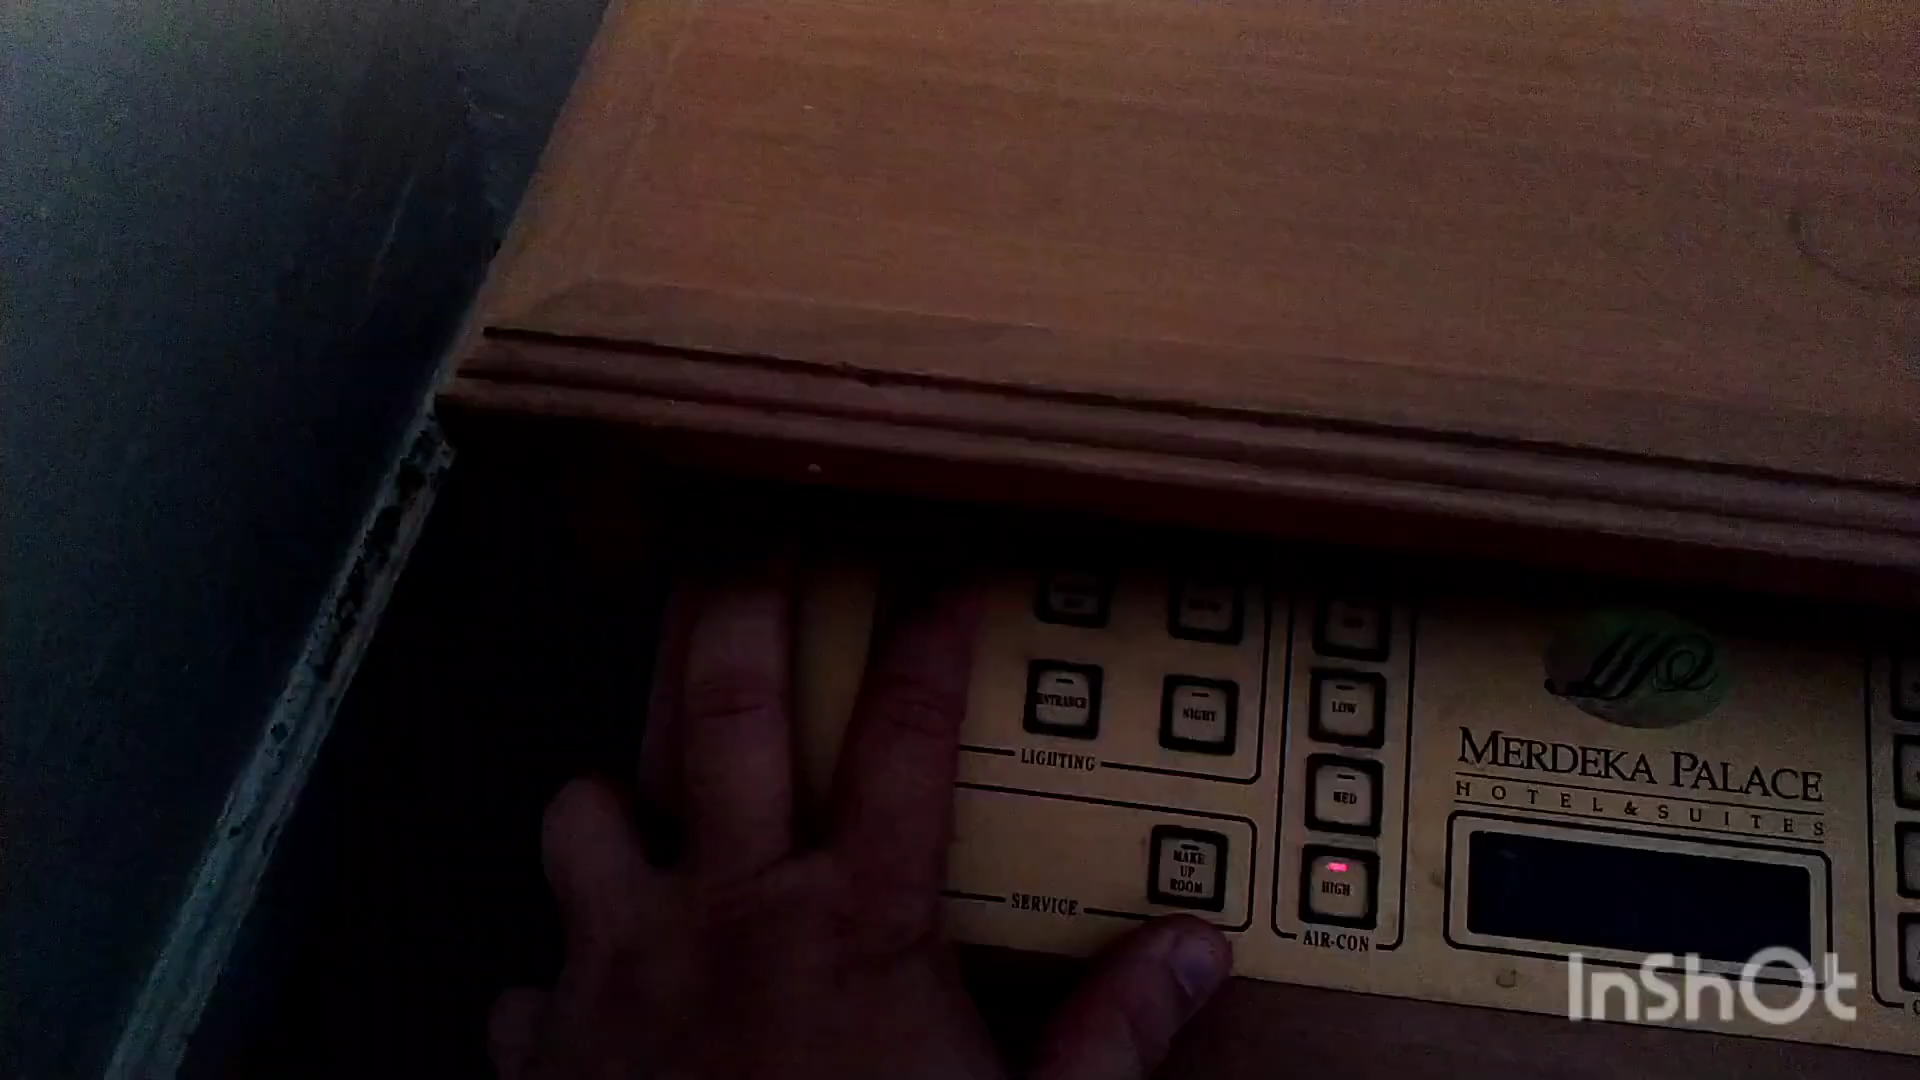 ENTRANCE
NIGHT
LIGHTING
MAKE
UP
ROOM
SERVICE
LOW
MED
HIGH
AIR-CON
MERDEKA PALACE
HOTEL & SUITES
InShOt